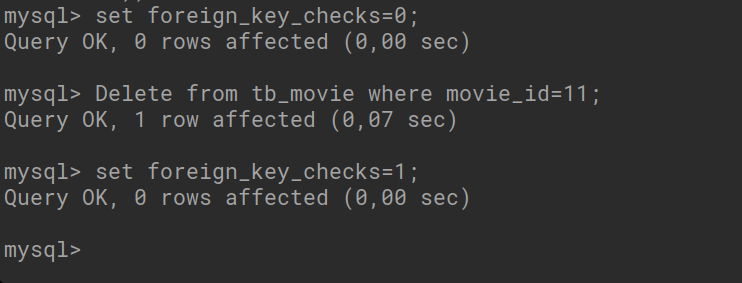 mysql> set foreign_key_checks=0;
Query OK, 0 rows affected (0,00 sec)
mysql> Delete from tb_movie where movie_id=11;
Query OK, 1 row affected (0,07 sec)
mysql> set foreign_key_checks=1;
Query OK, 0 rows affected (0,00 sec)
mysql>